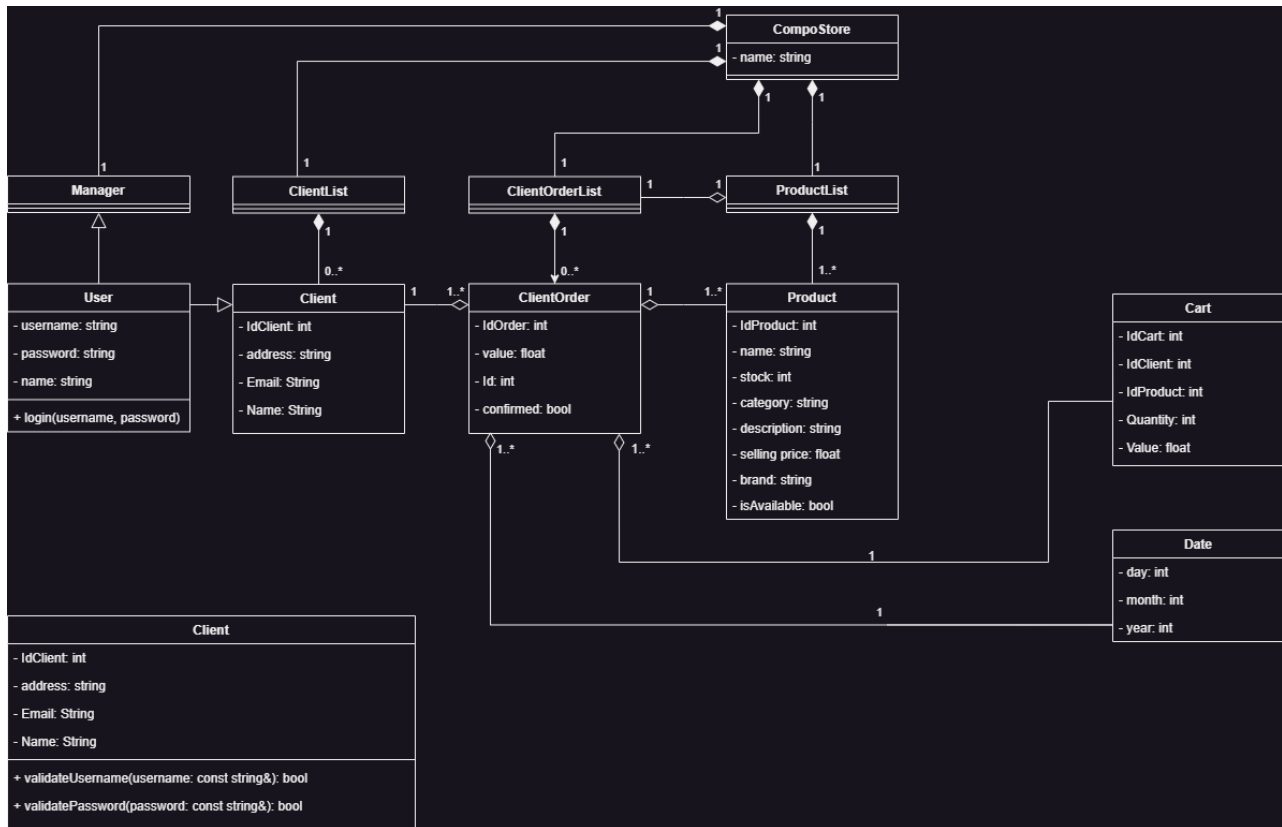 CompoStore
- name: string
1
1
1
1
1
1
1
1
Manager
ClientList
ClientOrderList
1
1
ProductList
1
0..*
1
0..*
1
1..*
User
- username: string
- password: string
- name: string
+ login(username, password)
Client
- IdClient: int
- address: string
- Email: String
- Name: String
1
1..*
ClientOrder
- IdOrder: int
- value: float
- Id: int
- confirmed: bool
1
1..*
1..*
1..*
Product
- IdProduct: int
- name: string
- stock: int
- category: string
- description: string
- selling price: float
- brand: string
- isAvailable: bool
Cart
- IdCart: int
- IdClient: int
- IdProduct: int
- Quantity: int
- Value: float
1
Date
- day: int
- month: int
- year: int
1
Client
- IdClient: int
- address: string
- Email: String
- Name: String
+ validateUsername(username: const string&): bool
+ validatePassword(password: const string&): bool